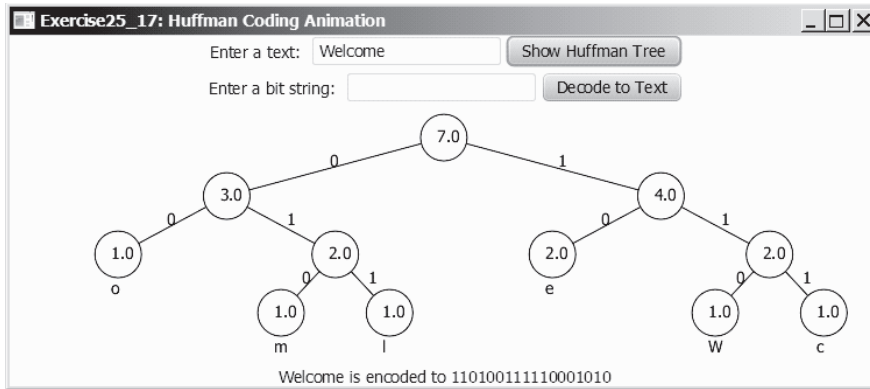 Exercise25_17: Huffman Coding Animation
Enter a text: Welcome Show Huffman Tree
Enter a bit string: Decode to Text
7.0
0 1
3.0 4.0
0 1 0 1
1.0 2.0 2.0 2.0
o e
0 1 0 1
1.0 1.0 1.0 1.0
m l W c
Welcome is encoded to 110100111110001010